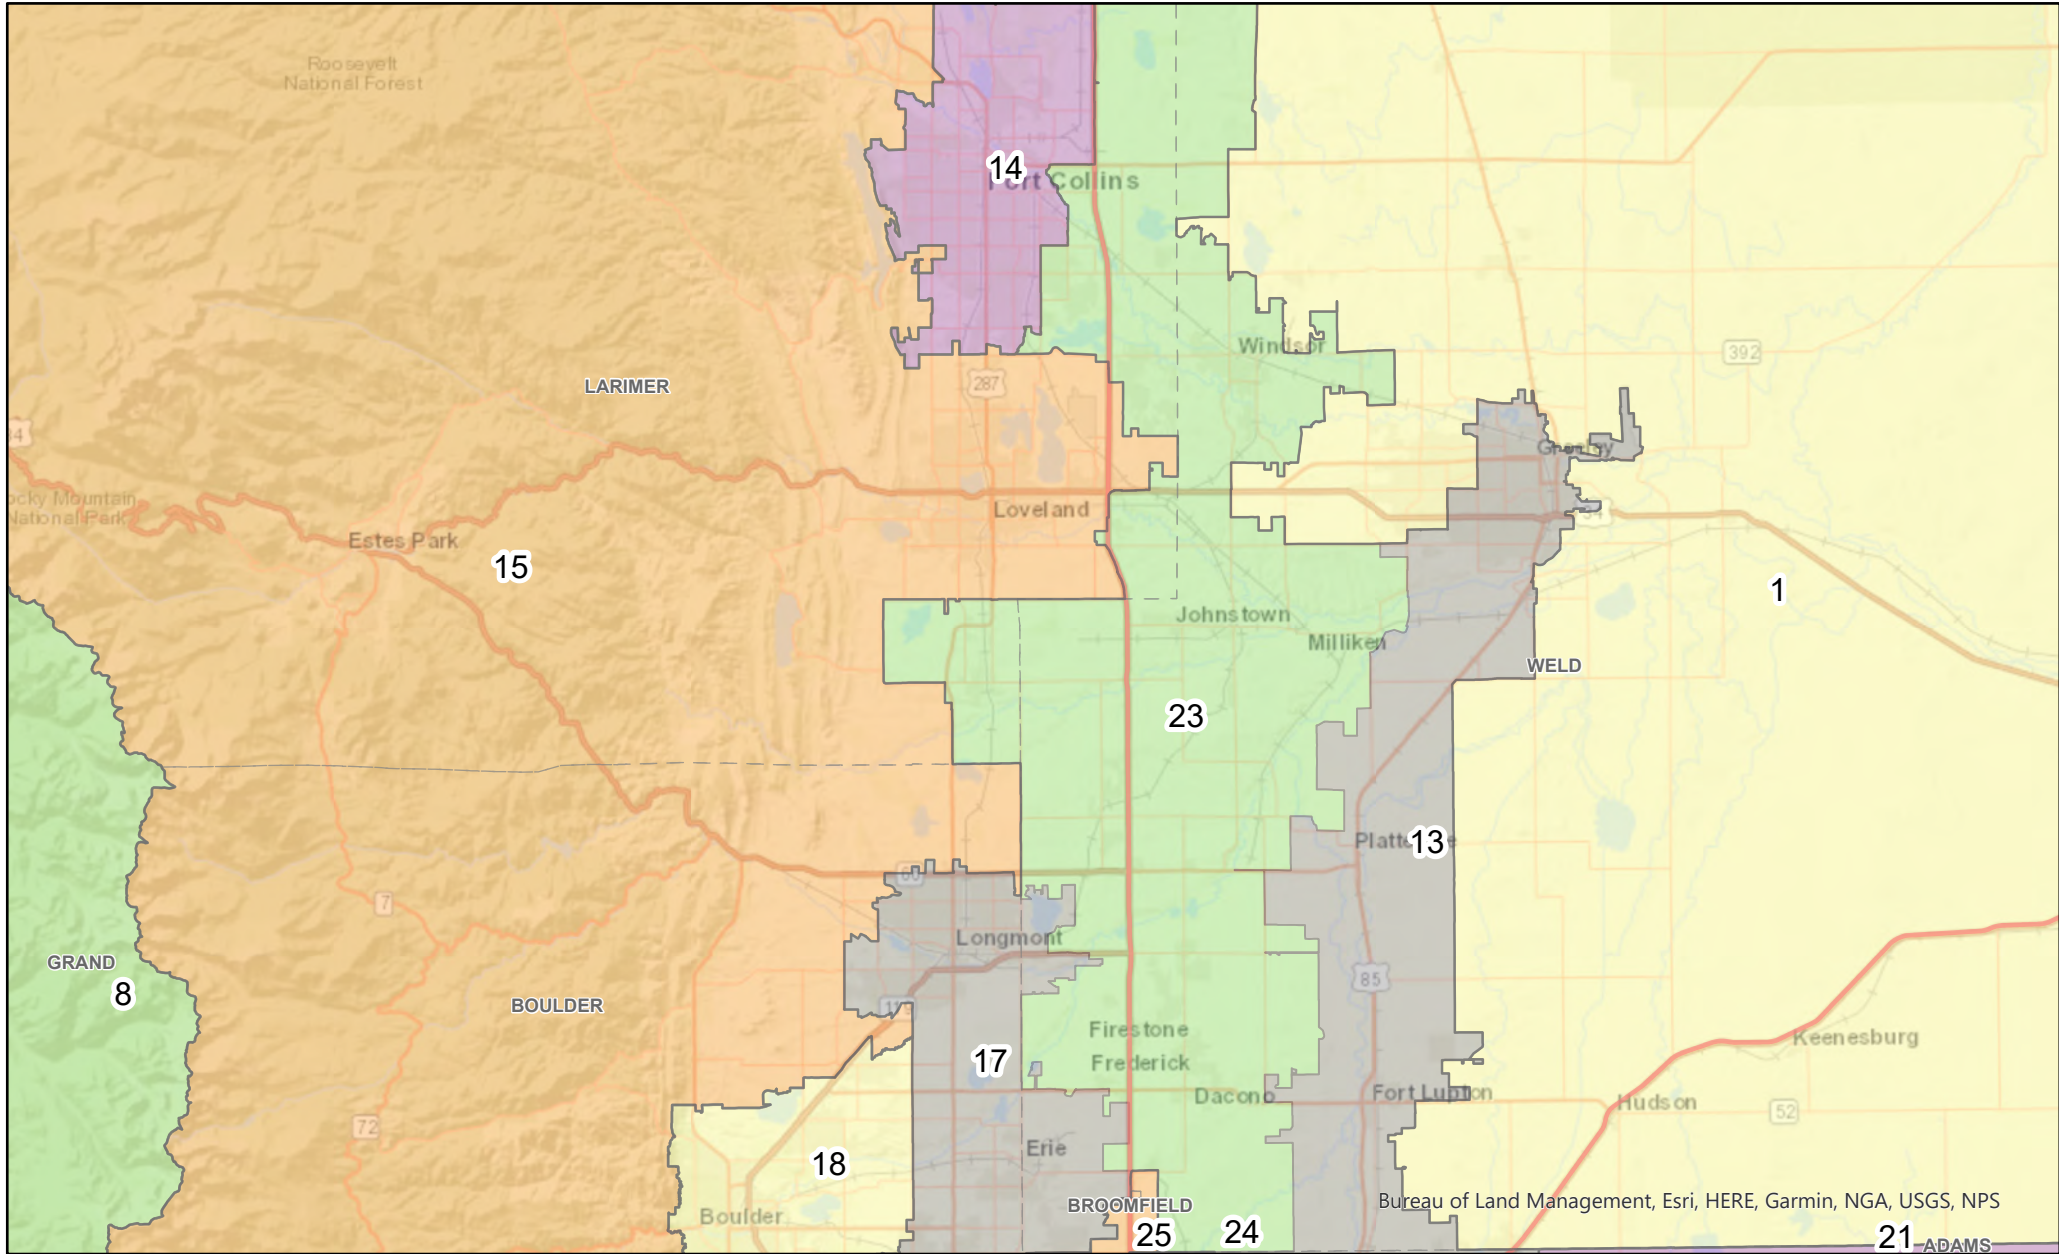 Roosevelt
National Forest
14
Fort Collins
Windsor
392
LARIMER
287
Greeley
34
Loveland
ocky Mountain
National Park
Estes Park
15
1
Johnstown
Milliken
WELD
23
Platteville
13
7
Longmont
GRAND
8
85
BOULDER
119
Firestone
Frederick
17
Keenesburg
Dacono
Fort Lupton
Hudson
52
72
Erie
18
BROOMFIELD
Bureau of Land Management, Esri, HERE, Garmin, NGA, USGS, NPS
Boulder
25
24
21
ADAMS